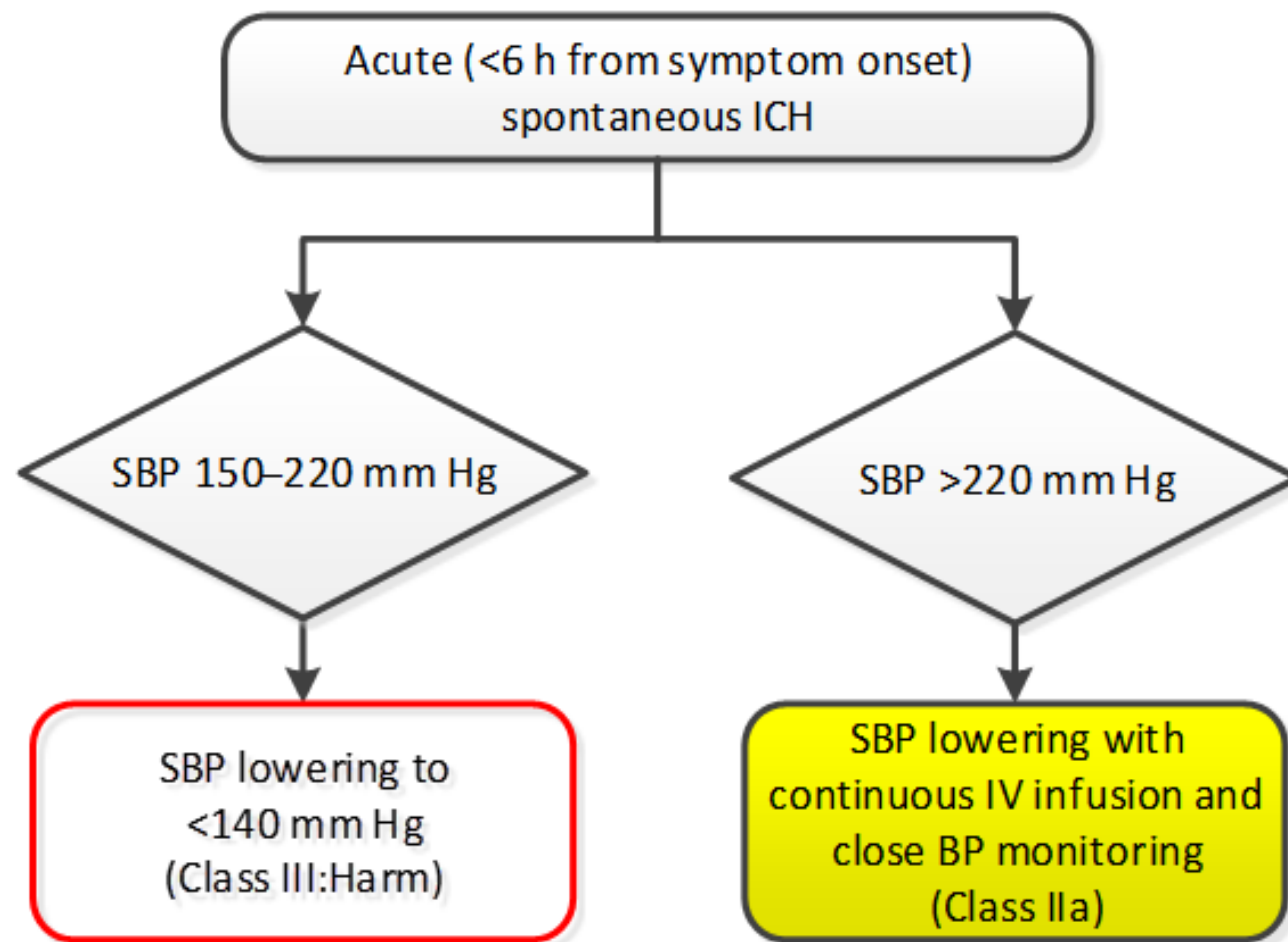 Acute (<6 h from symptom onset)
spontaneous ICH
SBP 150–220 mm Hg
SBP >220 mm Hg
SBP lowering to
<140 mm Hg
(Class III:Harm)
SBP lowering with
continuous IV infusion and
close BP monitoring
(Class IIa)